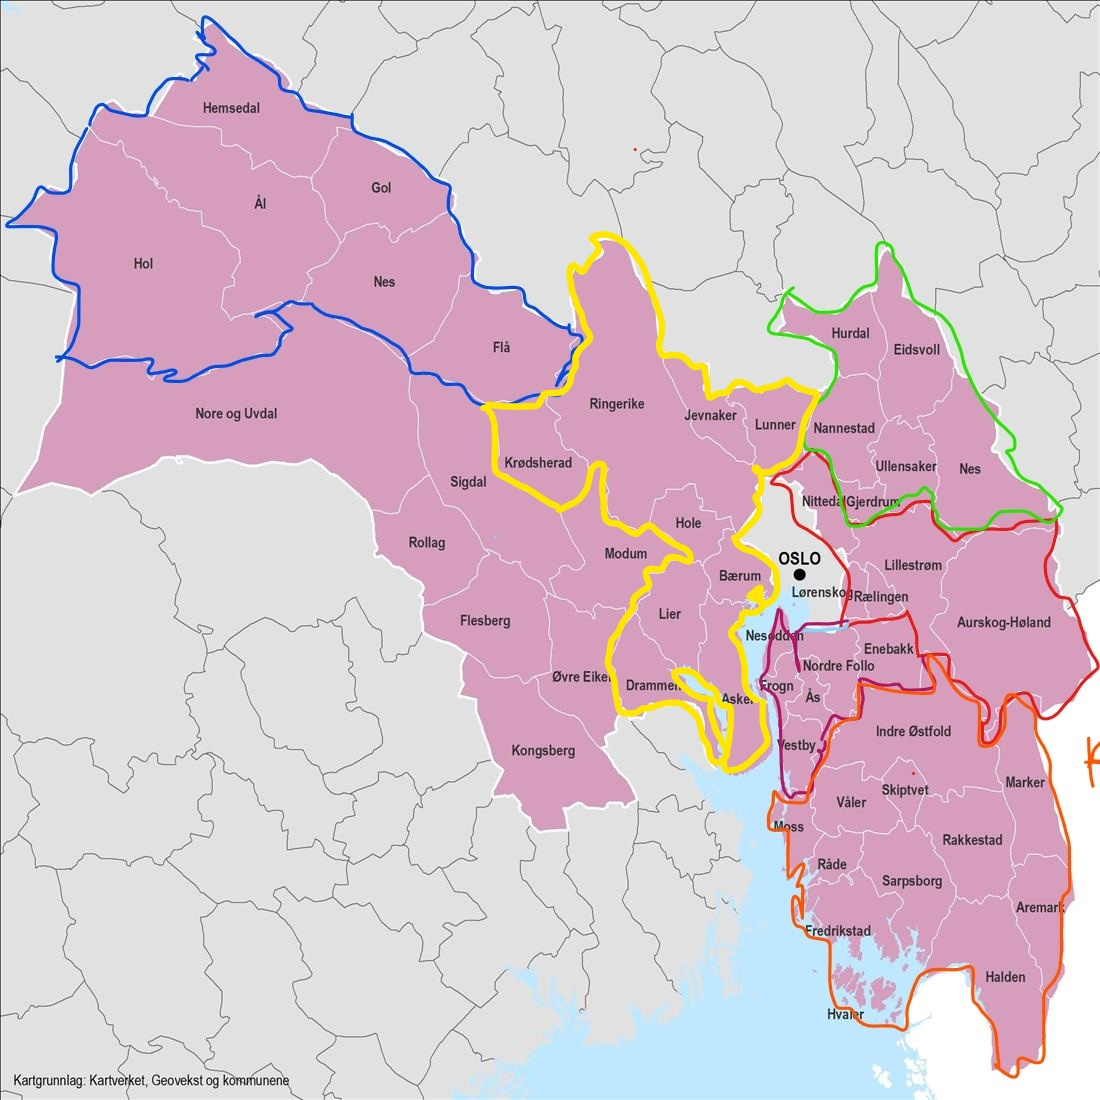 Hemsedal
Gol
Ål
Hol
Nes
Flå
Hurdal
Eidsvoll
Nore og Uvdal
Ringerike
Jevnaker
Lunner
Nannestad
Krødsherad
Sigdal
Ullensaker
Nes
Nittedal
Gjerdrum
Hole
Rollag
Modum
OSLO
Lillestrøm
Bærum
Lørenskog
Rælingen
Lier
Flesberg
Aurskog-Høland
Nesodden
Enebakk
Nordre Follo
Øvre Eiker
Drammen
Frogn
Ås
Asker
Indre Østfold
Kongsberg
Vestby
Marker
Skiptvet
Våler
Moss
Rakkestad
Råde
Sarpsborg
Aremark
Fredrikstad
Halden
Hvaler
Kartgrunnlag: Kartverket, Geovekst og kommunene